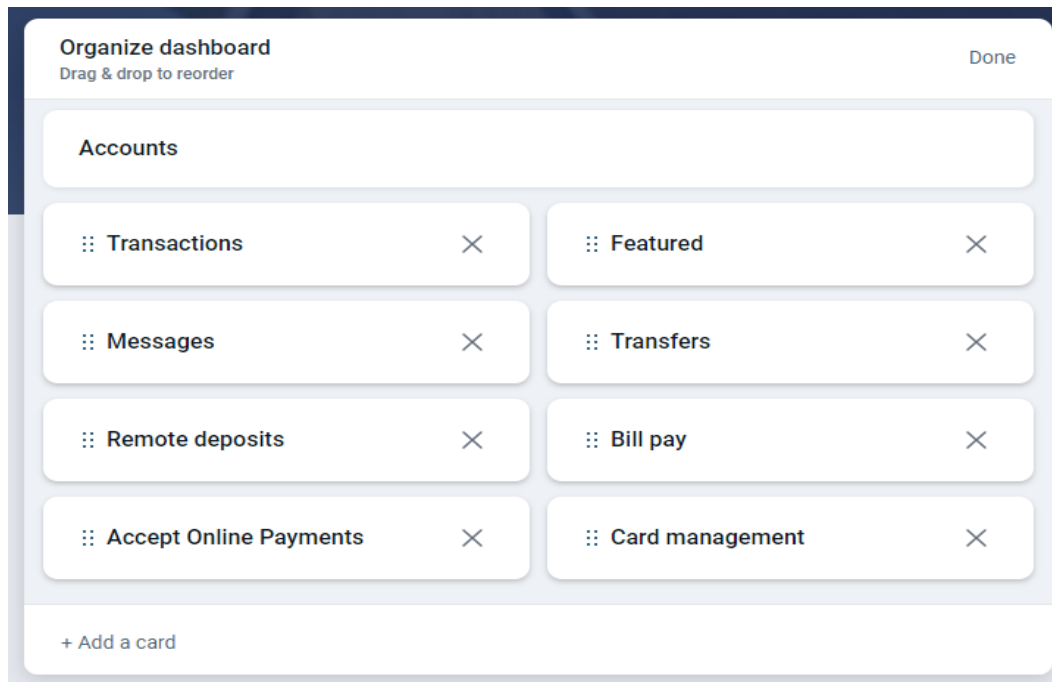 Organize dashboard
Drag & drop to reorder
Done
Accounts
Transactions
Featured
Messages
Transfers
Remote deposits
Bill pay
Accept Online Payments
Card management
+ Add a card